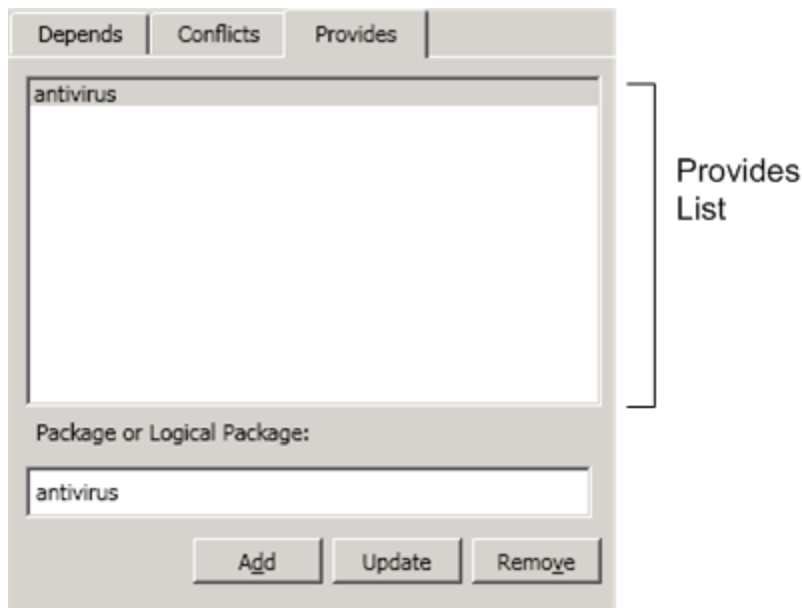 Depends Conflicts Provides
antivirus
Provides
List
Package or Logical Package:
antivirus
Add Update Remove